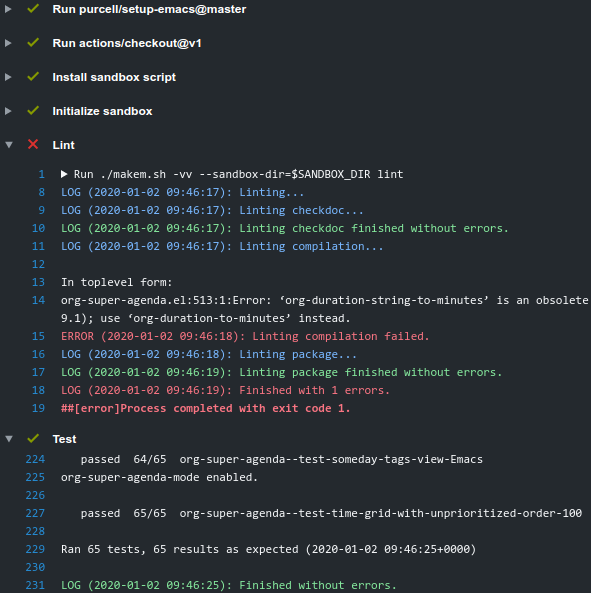 Run purcell/setup-emacs@master
Run actions/checkout@v1
Install sandbox script
Initialize sandbox
Lint
1 Run ./makem.sh -vv --sandbox-dir=$SANDBOX_DIR lint
8 LOG (2020-01-02 09:46:17): Linting...
9 LOG (2020-01-02 09:46:17): Linting checkdoc...
10 LOG (2020-01-02 09:46:17): Linting checkdoc finished without errors.
11 LOG (2020-01-02 09:46:17): Linting compilation...
12
13 In toplevel form:
14 org-super-agenda.el:513:1:Error: ‘org-duration-string-to-minutes’ is an obsolete
9.1); use ‘org-duration-to-minutes’ instead.
15 ERROR (2020-01-02 09:46:18): Linting compilation failed.
16 LOG (2020-01-02 09:46:18): Linting package...
17 LOG (2020-01-02 09:46:19): Linting package finished without errors.
18 LOG (2020-01-02 09:46:19): Finished with 1 errors.
19 ##[error]Process completed with exit code 1.
Test
224 passed 64/65 org-super-agenda--test-someday-tags-view-Emacs
225 org-super-agenda-mode enabled.
226
227 passed 65/65 org-super-agenda--test-time-grid-with-unprioritized-order-100
228
229 Ran 65 tests, 65 results as expected (2020-01-02 09:46:25+0000)
230
231 LOG (2020-01-02 09:46:25): Finished without errors.